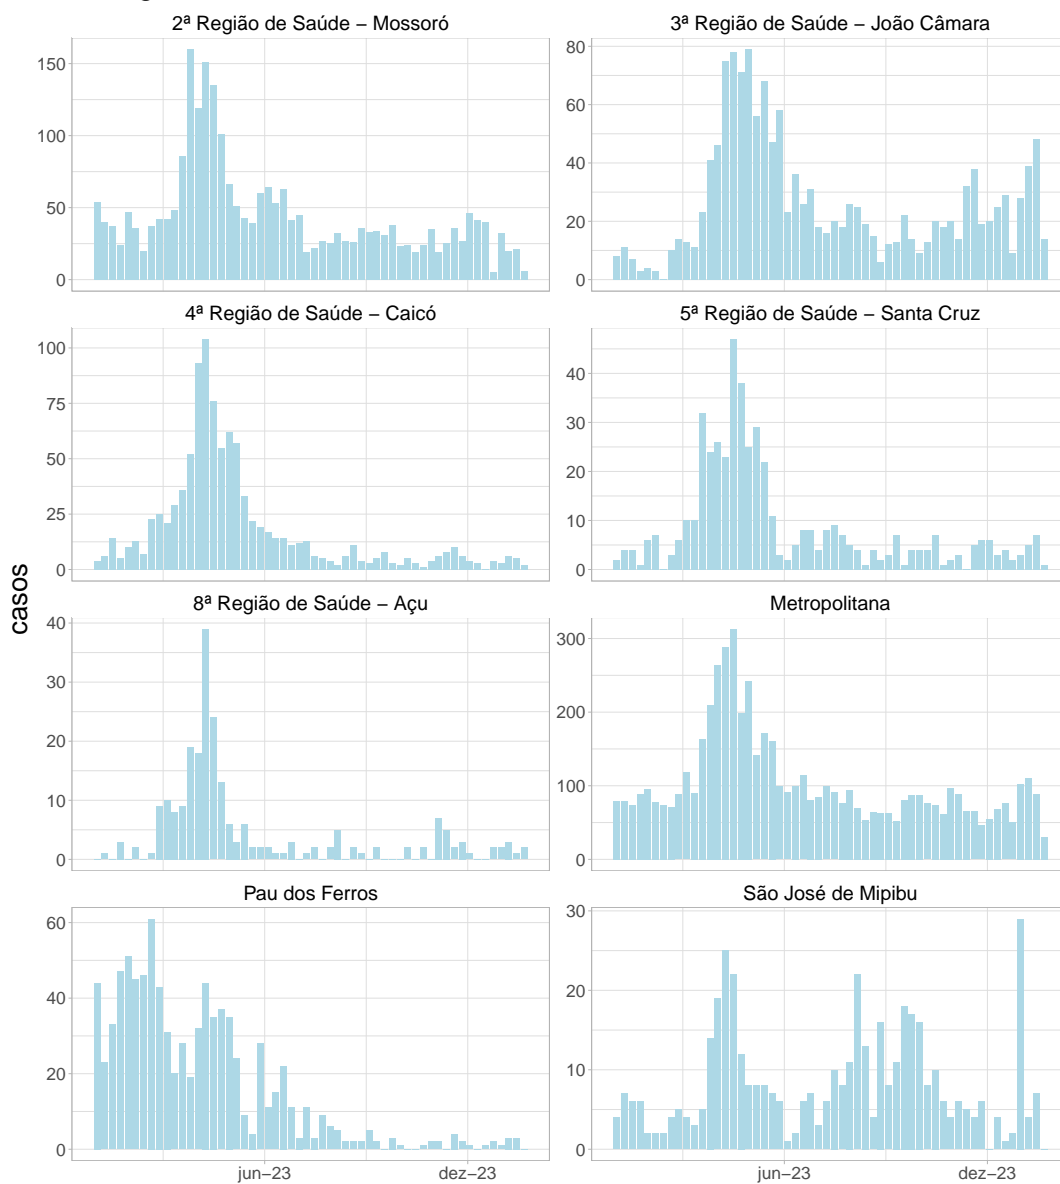 2ª Região de Saúde − Mossoró
3ª Região de Saúde − João Câmara
150
100
50
0
80
60
40
20
0
4ª Região de Saúde − Caicó
5ª Região de Saúde − Santa Cruz
100
75
50
25
0
40
30
20
10
0
casos
8ª Região de Saúde − Açu
Metropolitana
40
30
20
10
0
300
200
100
0
Pau dos Ferros
São José de Mipibu
60
40
20
0
30
20
10
0
jun−23
dez−23
jun−23
dez−23